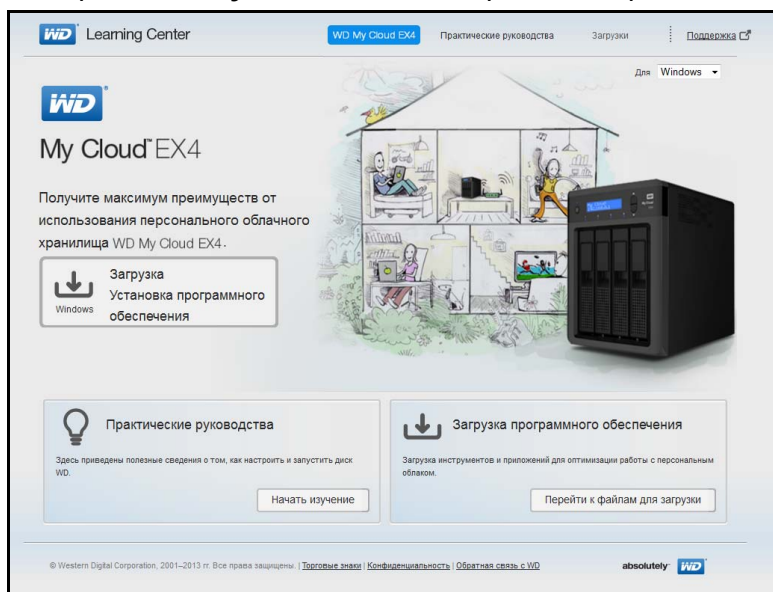 WD Learning Center
WD My Cloud EX4
Практические руководства
Загрузки
Поддержка
Для Windows
WD
My Cloud™ EX4
Получите максимум преимуществ от
использования персонального облачного
хранилища WD My Cloud EX4.
Загрузка
Установка программного
обеспечения
Windows
Практические руководства
Здесь приведены полезные сведения о том, как настроить и запустить диск
WD.
Начать изучение
Загрузка программного обеспечения
Загрузка инструментов и приложений для оптимизации работы с персональным
облаком.
Перейти к файлам для загрузки
© Western Digital Corporation, 2001–2013 гг. Все права защищены. | Торговые знаки | Конфиденциальность | Обратная связь с WD
absolutely WD